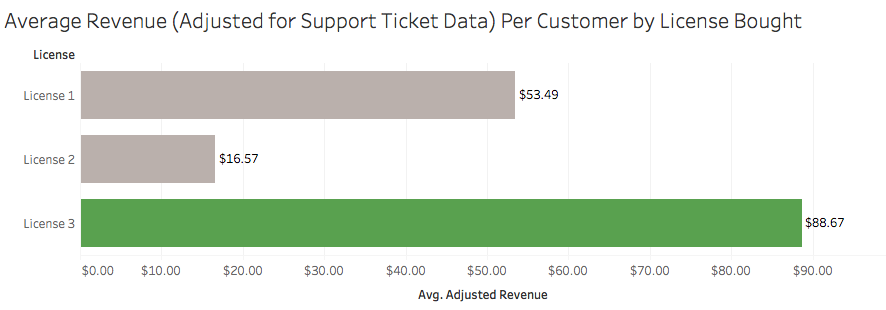 Average Revenue (Adjusted for Support Ticket Data) Per Customer by License Bought
License
License 1 $53.49
License 2 $16.57
License 3 $88.67
$0.00 $10.00 $20.00 $30.00 $40.00 $50.00 $60.00 $70.00 $80.00 $90.00
Avg. Adjusted Revenue